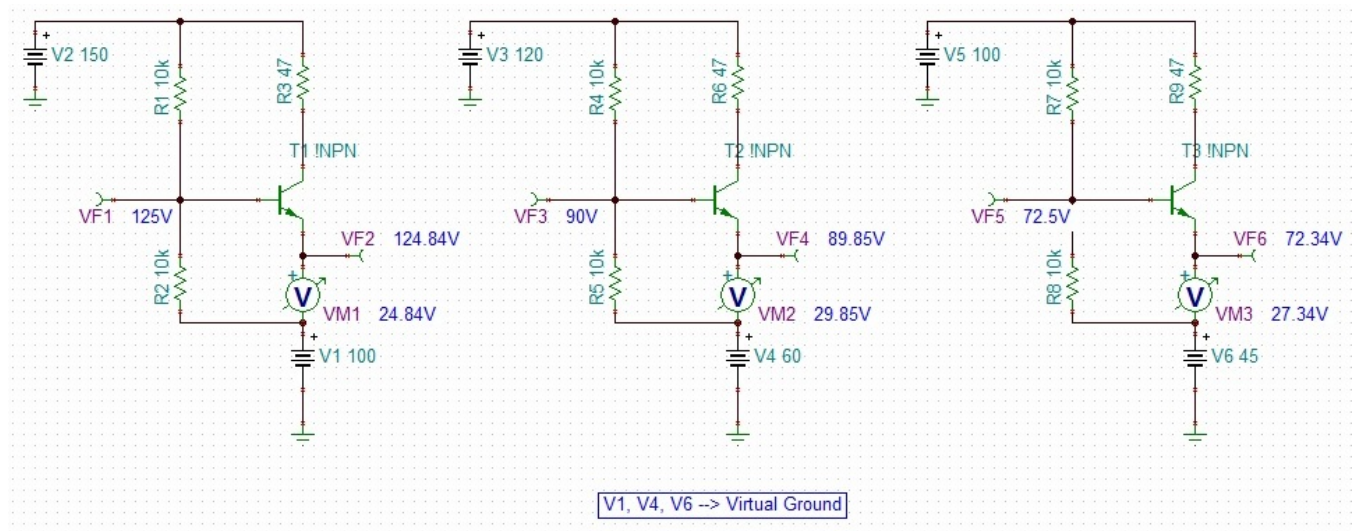 V2 150
R1 10k
R3 47
T1 !NPN
VF1 125V
VF2 124.84V
R2 10k
V
VM1 24.84V
V1 100
V3 120
R4 10k
R6 47
T2 !NPN
VF3 90V
VF4 89.85V
R5 10k
V
VM2 29.85V
V4 60
V5 100
R7 10k
R9 47
T3 !NPN
VF5 72.5V
VF6 72.34V
R8 10k
V
VM3 27.34V
V6 45
V1, V4, V6 --> Virtual Ground